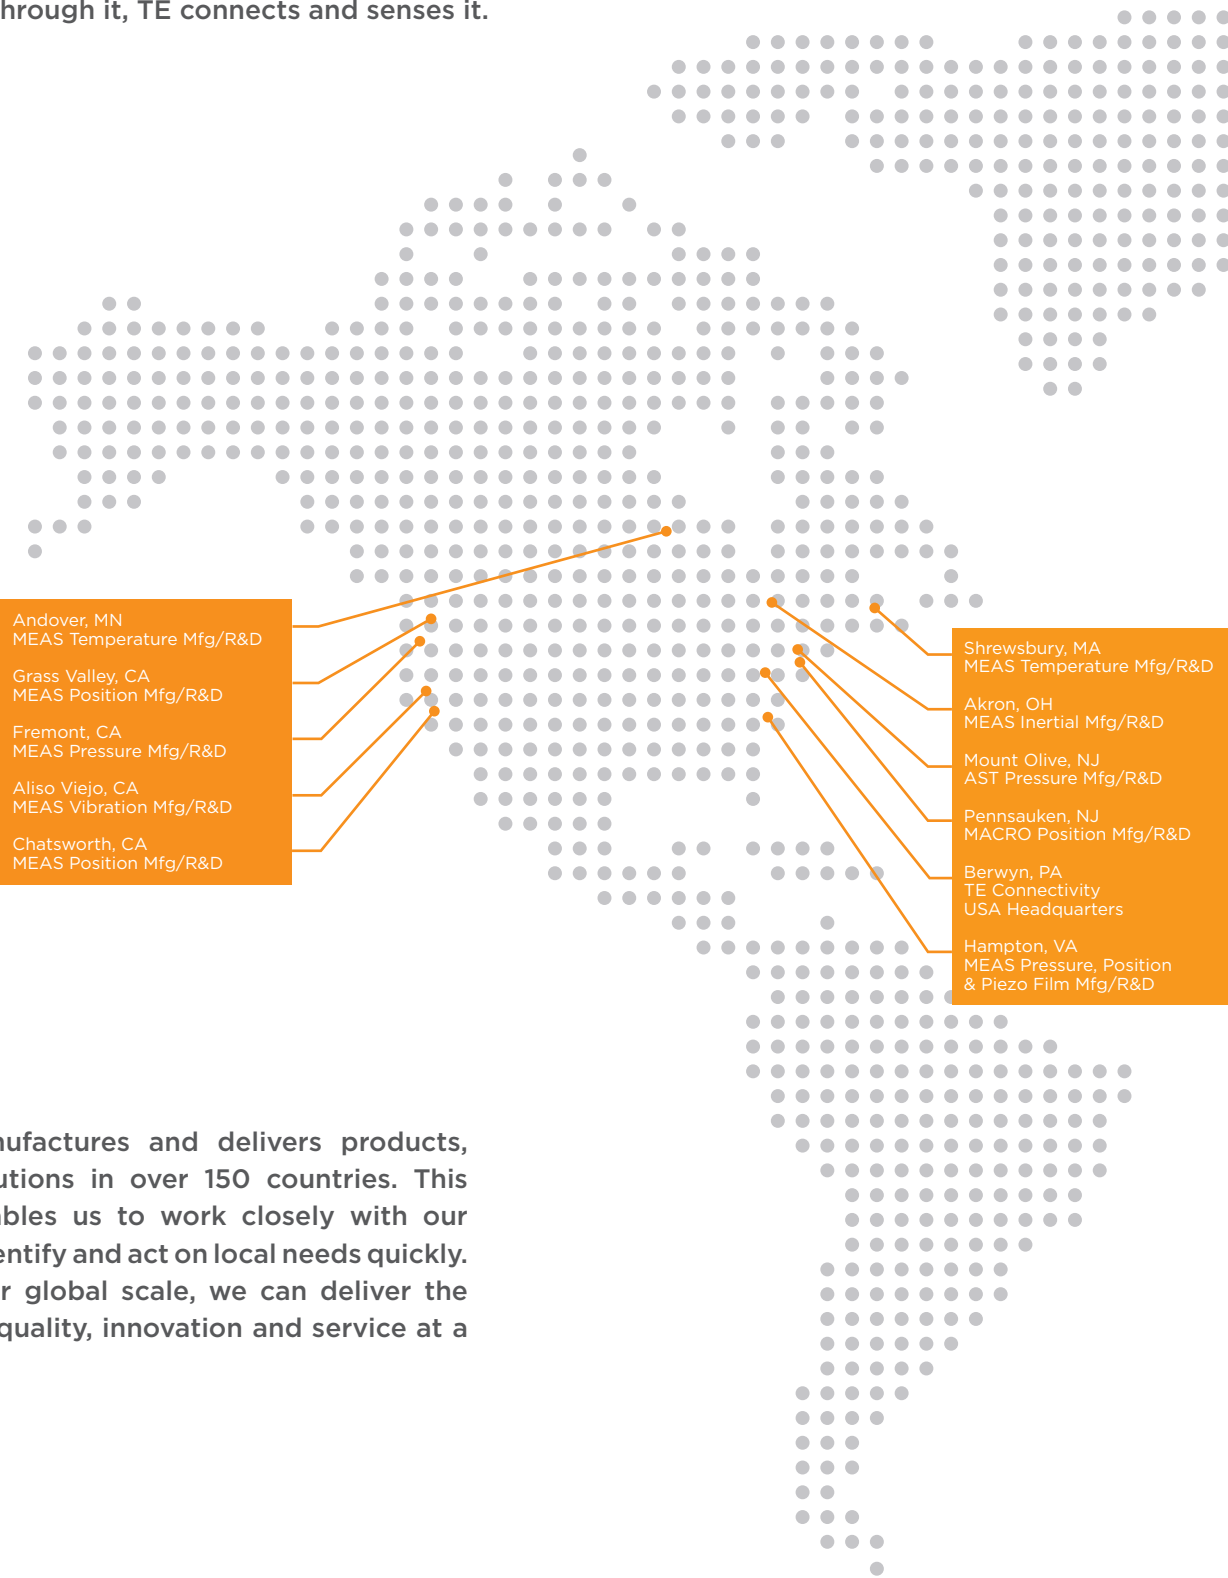 hrough it, TE connects and senses it.
Andover, MN
MEAS Temperature Mfg/R&D
Grass Valley, CA
MEAS Position Mfg/R&D
Fremont, CA
MEAS Pressure Mfg/R&D
Aliso Viejo, CA
MEAS Vibration Mfg/R&D
Chatsworth, CA
MEAS Position Mfg/R&D
Shrewsbury, MA
MEAS Temperature Mfg/R&D
Akron, OH
MEAS Inertial Mfg/R&D
Mount Olive, NJ
AST Pressure Mfg/R&D
Pennsauken, NJ
MACRO Position Mfg/R&D
Berwyn, PA
TE Connectivity
USA Headquarters
Hampton, VA
MEAS Pressure, Position
& Piezo Film Mfg/R&D
nufactures and delivers products,
utions in over 150 countries. This
ables us to work closely with our
entify and act on local needs quickly.
r global scale, we can deliver the
quality, innovation and service at a